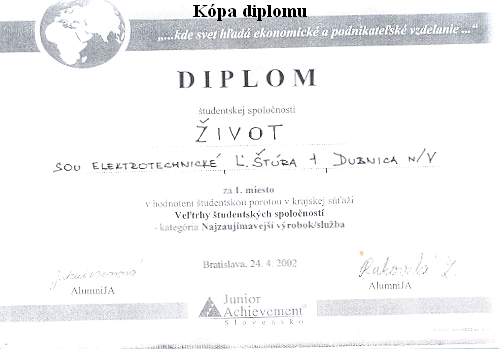 Kópa diplomu
„....kde svet hľadá ekonomické a podnikateľské vzdelanie ..."
DIPLOM
študentskej spoločnosti
ŽIVOT
SOU ELEKTROTECHNICKÉ, Ľ. ŠTÚRA 1, DUBNICA N/V
za 1. miesto
v hodnotení študentskou porotou v krajskej súťaži
Veľtrhy študentských spoločností
- kategória Najzaujímavejší výrobok/služba
Bratislava, 24. 4. 2002
AlumniJA
AlumniJA
Junior
Achievement®
Slovensko